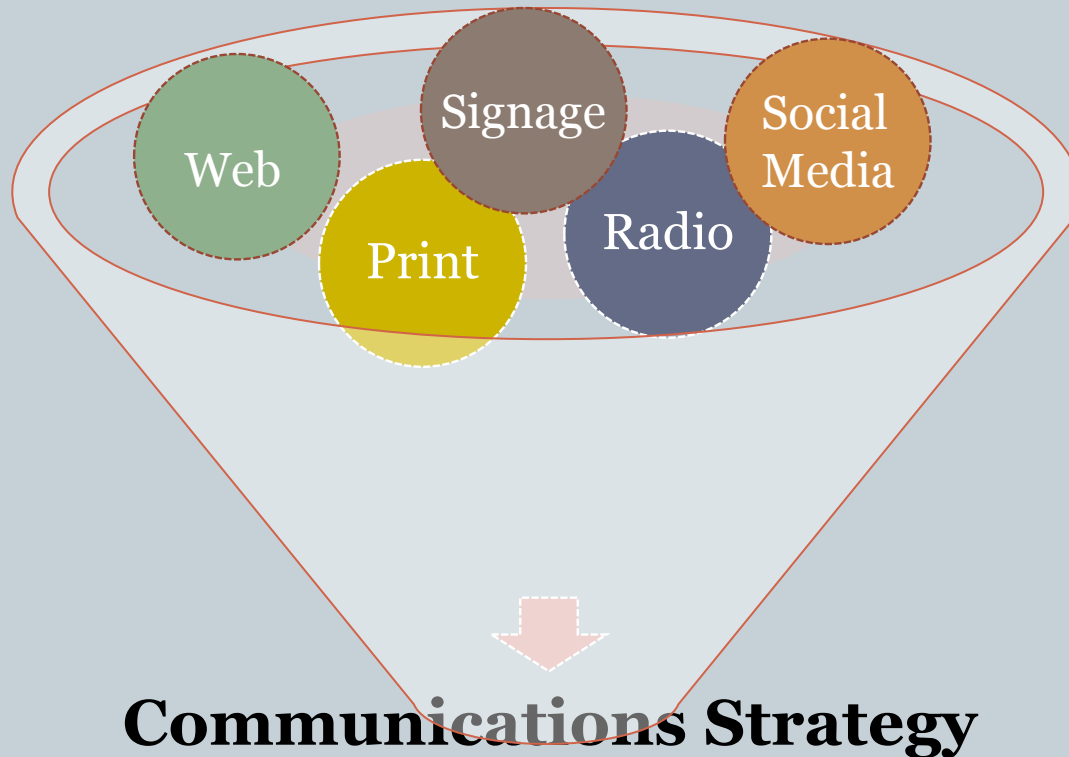 Web
Signage
Social
Media
Print
Radio
Communications Strategy